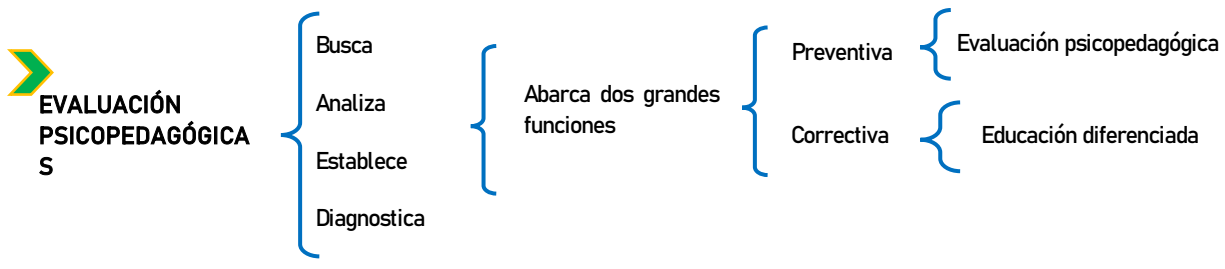 EVALUACIÓN
PSICOPEDAGÓGICA
S
Busca
Analiza
Establece
Diagnostica
Abarca dos grandes
funciones
Preventiva
Correctiva
Evaluación psicopedagógica
Educación diferenciada